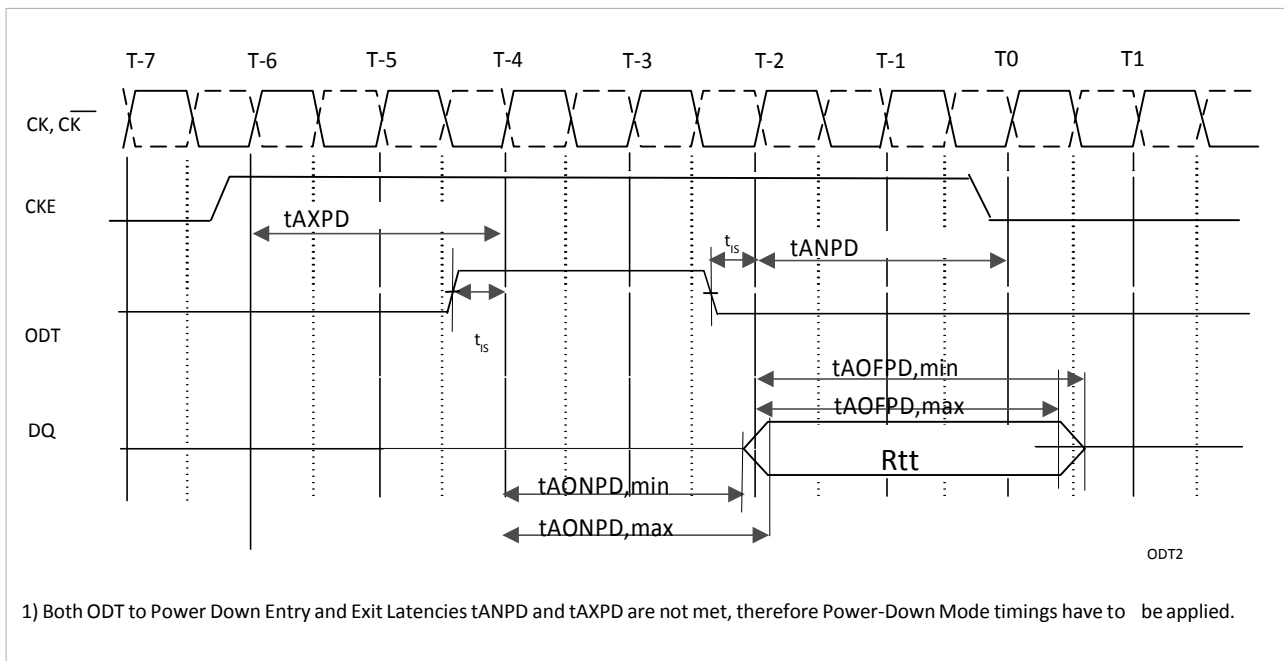 T-7 T-6 T-5 T-4 T-3 T-2 T-1 T0 T1
CK, C̅K̅
CKE
tAXPD
tIS
tANPD
ODT
tIS
tAOFPD,min
tAOFPD,max
DQ
Rtt
tAONPD,min
tAONPD,max
ODT2
1) Both ODT to Power Down Entry and Exit Latencies tANPD and tAXPD are not met, therefore Power-Down Mode timings have to be applied.